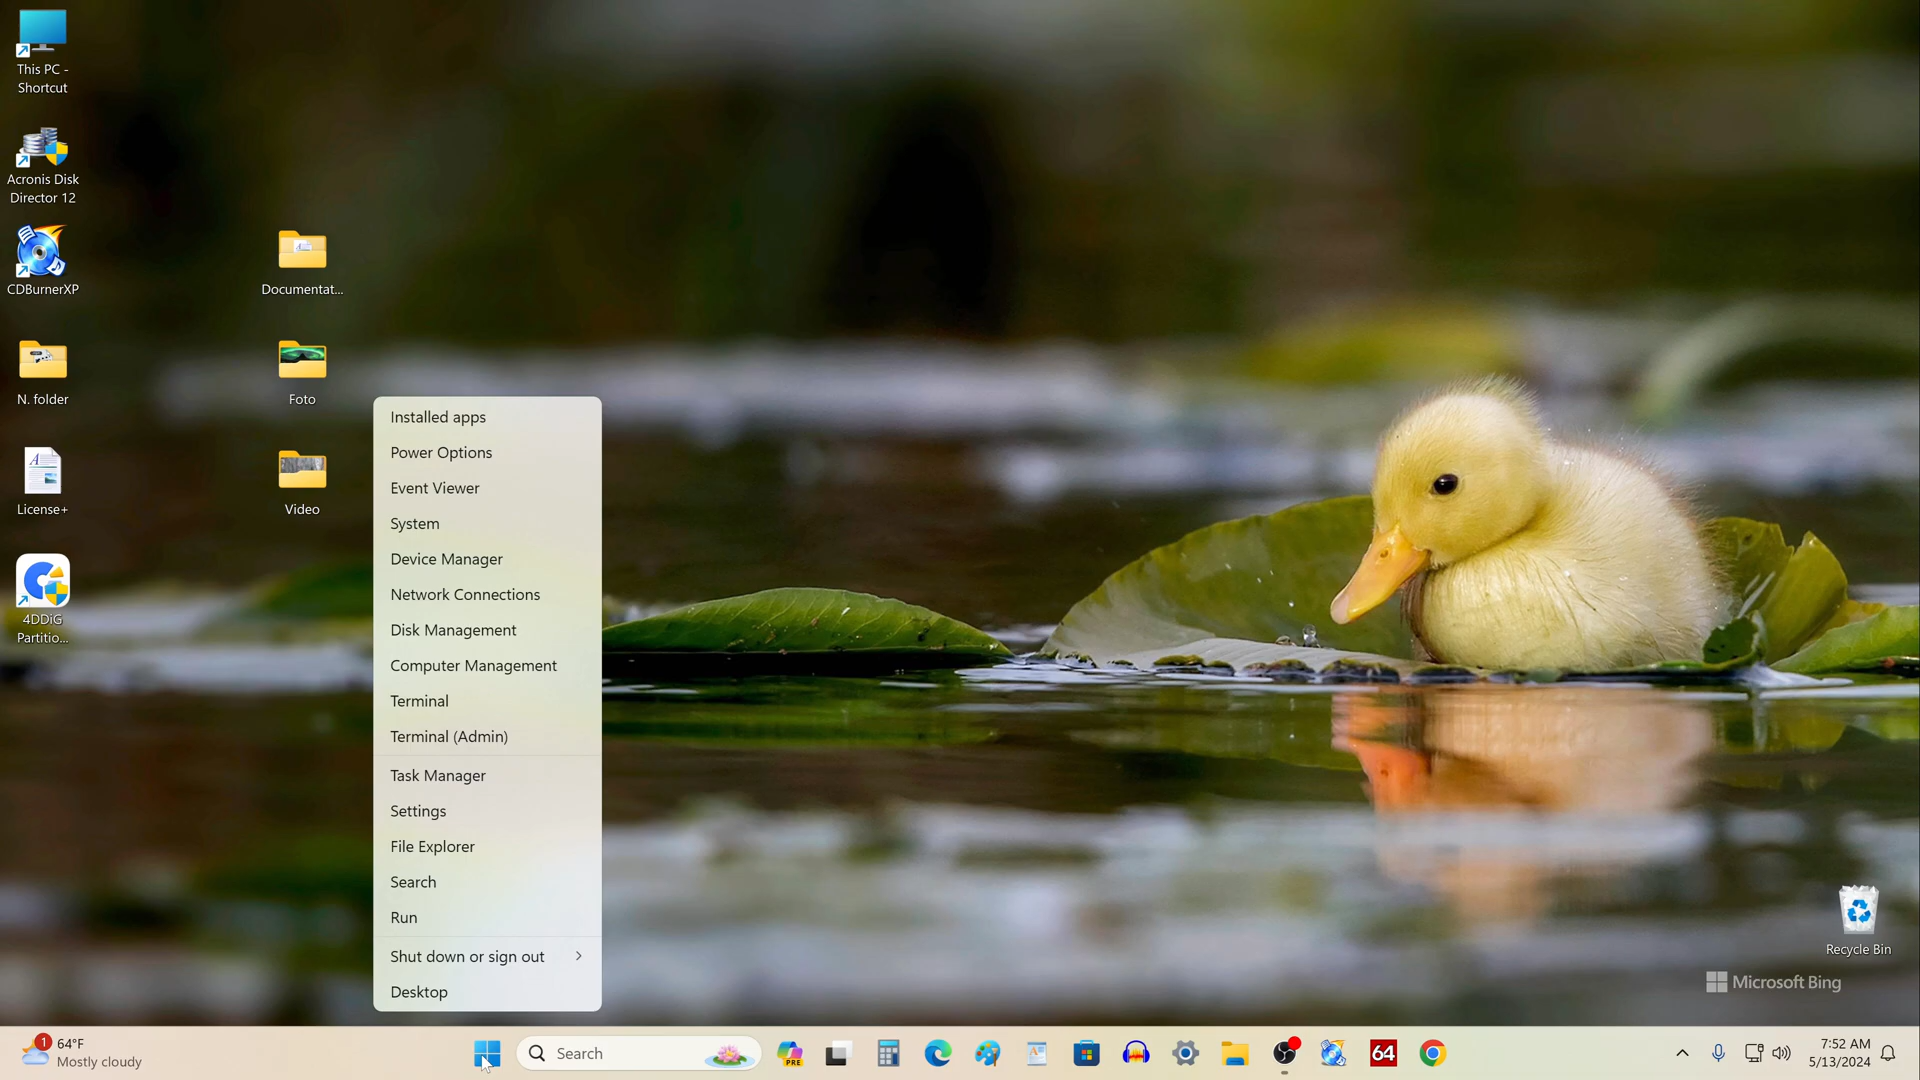 This PC -
Shortcut
Acronis Disk
Director 12
CDBurnerXP
N. folder
License+
4DDiG
Partitio...
Documentat...
Foto
Video
Installed apps
Power Options
Event Viewer
System
Device Manager
Network Connections
Disk Management
Computer Management
Terminal
Terminal (Admin)
Task Manager
Settings
File Explorer
Search
Run
Shut down or sign out
Desktop
Recycle Bin
Microsoft Bing
1
64°F
Mostly cloudy
Search
PRE
64
7:52 AM
5/13/2024